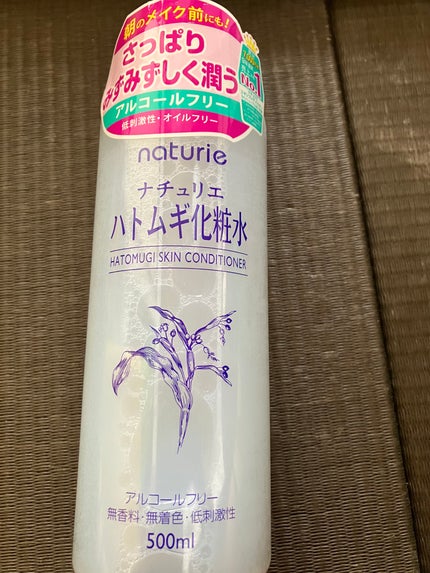 朝のメイク前にも!
さっぱり
みずみずしく潤う
アルコールフリー
低刺激性・オイルフリー
No.1
naturie
ナチュリエ
ハトムギ化粧水
HATOMUGI SKIN CONDITIONER
アルコールフリー
無香料・無着色・低刺激性
500ml